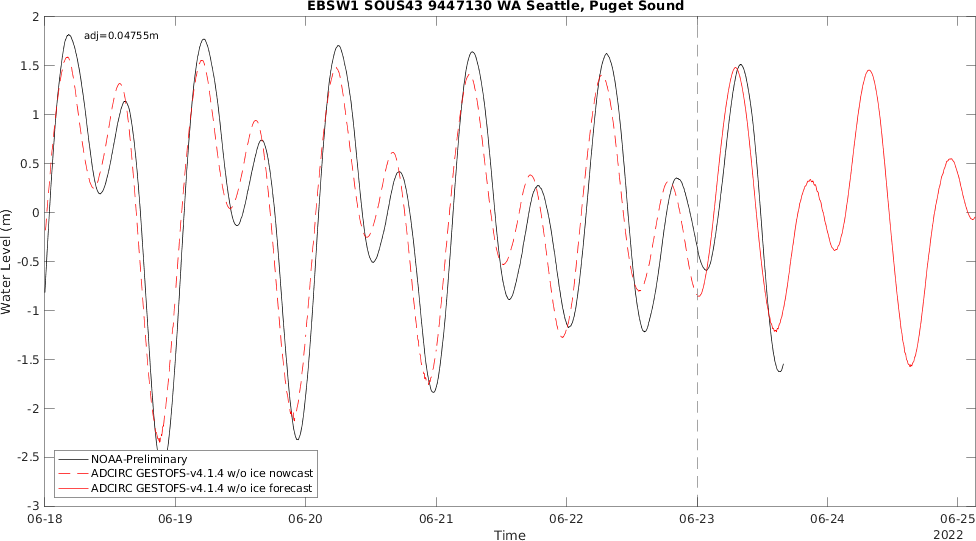 EBSW1 SOUS43 9447130 WA Seattle, Puget Sound
adj=0.04755m
2
1.5
1
0.5
0
-0.5
-1
-1.5
-2
-2.5
-3
Water Level (m)
NOAA-Preliminary
ADCIRC GESTOFS-v4.1.4 w/o ice nowcast
ADCIRC GESTOFS-v4.1.4 w/o ice forecast
06-18 06-19 06-20 06-21 06-22 06-23 06-24 06-25
Time
2022